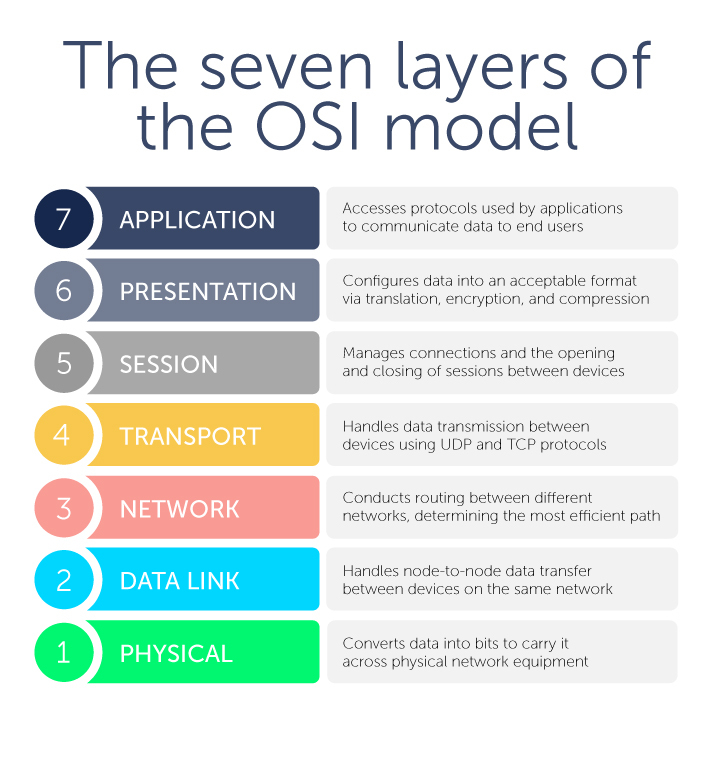 The seven layers of
the OSI model
7 APPLICATION
Accesses protocols used by applications
to communicate data to end users
6 PRESENTATION
Configures data into an acceptable format
via translation, encryption, and compression
5 SESSION
Manages connections and the opening
and closing of sessions between devices
4 TRANSPORT
Handles data transmission between
devices using UDP and TCP protocols
3 NETWORK
Conducts routing between different
networks, determining the most efficient path
2 DATA LINK
Handles node-to-node data transfer
between devices on the same network
1 PHYSICAL
Converts data into bits to carry it
across physical network equipment